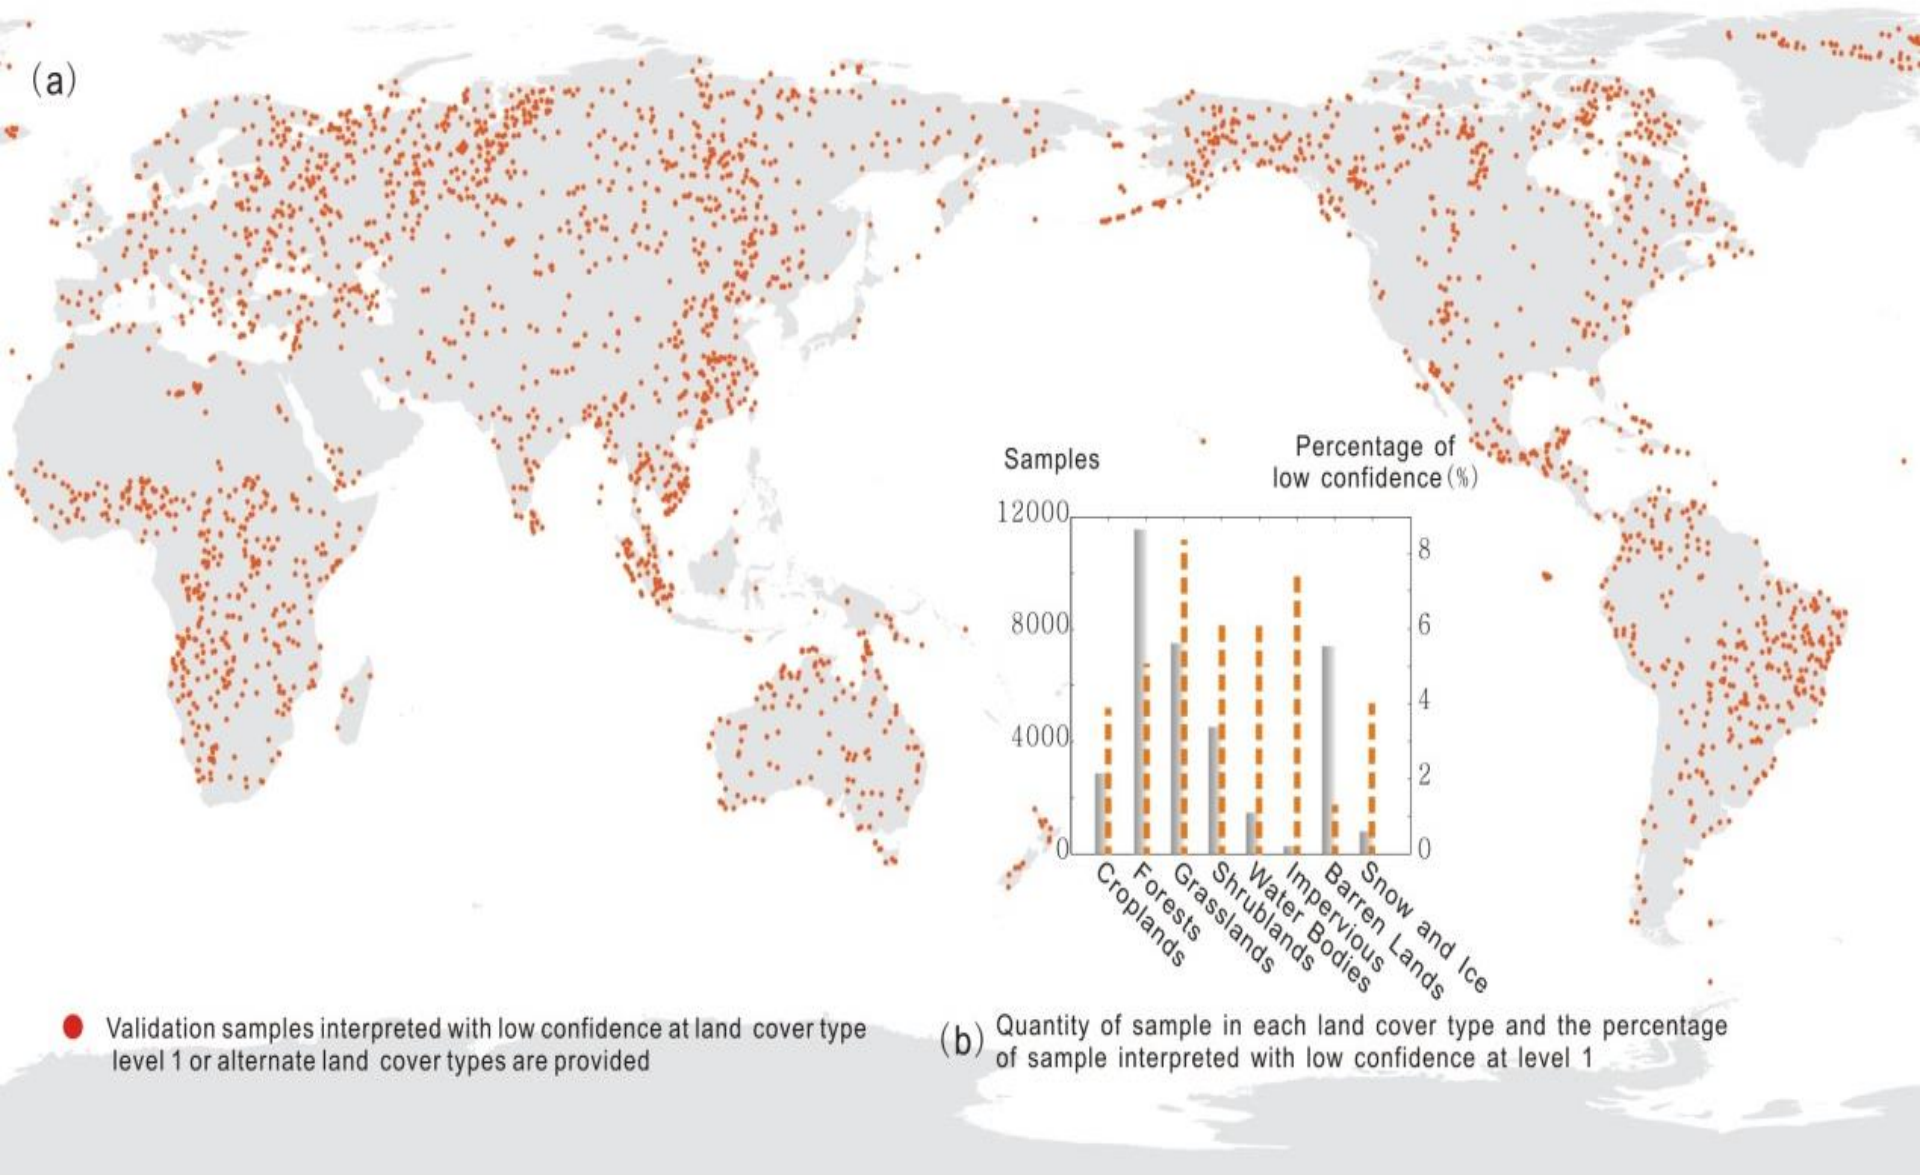 (a)
Samples
Percentage of
low confidence(%)
12000
8000
4000
0
8
6
4
2
0
Croplands
Forests
Grasslands
Shrublands
Water Bodies
Impervious
Barren Lands
Snow and Ice
Validation samples interpreted with low confidence at land cover type
level 1 or alternate land cover types are provided
(b)
Quantity of sample in each land cover type and the percentage
of sample interpreted with low confidence at level 1